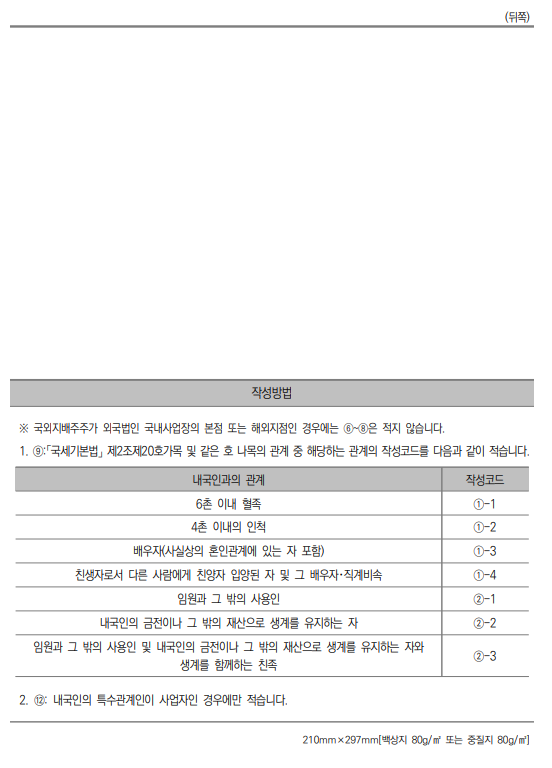 (뒤쪽)
작성방법
※ 국외지배주주가 외국법인 국내사업장의 본점 또는 해외지점인 경우에는 ⑥~⑧은 적지 않습니다.
1. ⑨:「국세기본법」 제2조제20호가목 및 같은 호 나목의 관계 중 해당하는 관계의 작성코드를 다음과 같이 적습니다.
내국인과의 관계 작성코드
6촌 이내 혈족 ①-1
4촌 이내의 인척 ①-2
배우자(사실상의 혼인관계에 있는 자 포함) ①-3
친생자로서 다른 사람에게 친양자 입양된 자 및 그 배우자·직계비속 ①-4
임원과 그 밖의 사용인 ②-1
내국인의 금전이나 그 밖의 재산으로 생계를 유지하는 자 ②-2
임원과 그 밖의 사용인 및 내국인의 금전이나 그 밖의 재산으로 생계를 유지하는 자와
생계를 함께하는 친족 ②-3
2. ⑫: 내국인의 특수관계인이 사업자인 경우에만 적습니다.
210mm×297mm[백상지 80g/㎡ 또는 중질지 80g/㎡]